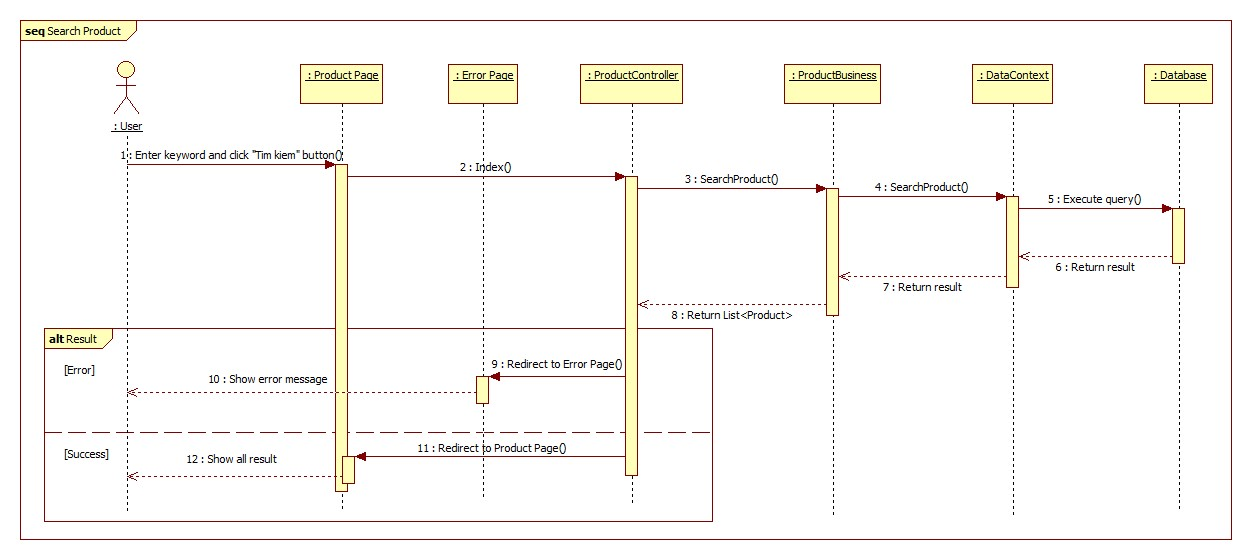 seq Search Product
: Product Page
: Error Page
: ProductController
: ProductBusiness
: DataContext
: Database
: User
1 : Enter keyword and click "Tim kiem" button()
2 : Index()
3 : SearchProduct()
4 : SearchProduct()
5 : Execute query()
6 : Return result
7 : Return result
8 : Return List<Product>
alt Result
[Error]
9 : Redirect to Error Page()
10 : Show error message
[Success]
11 : Redirect to Product Page()
12 : Show all result